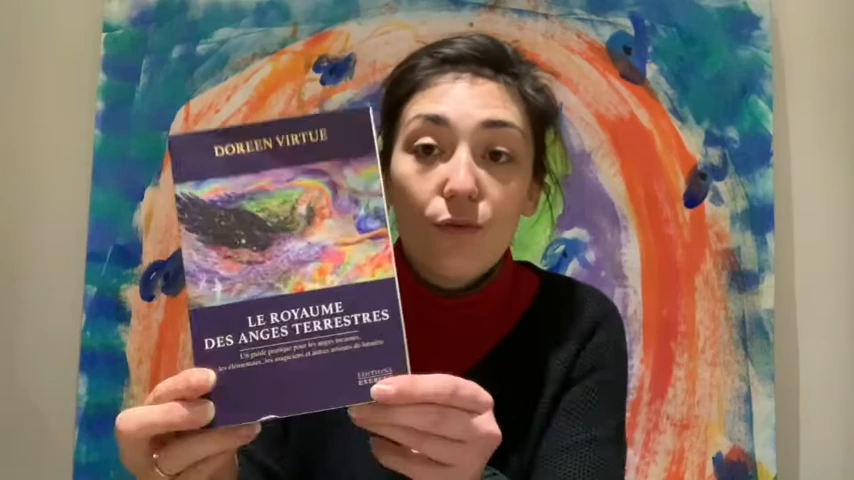 DOREEN VIRTUE
LE ROYAUME
DES ANGES TERRESTRES
Un guide pratique pour les anges incarnés,
les élémentaux, les magiciens et autres artisans de lumière
EDITIONS
EXERGUE